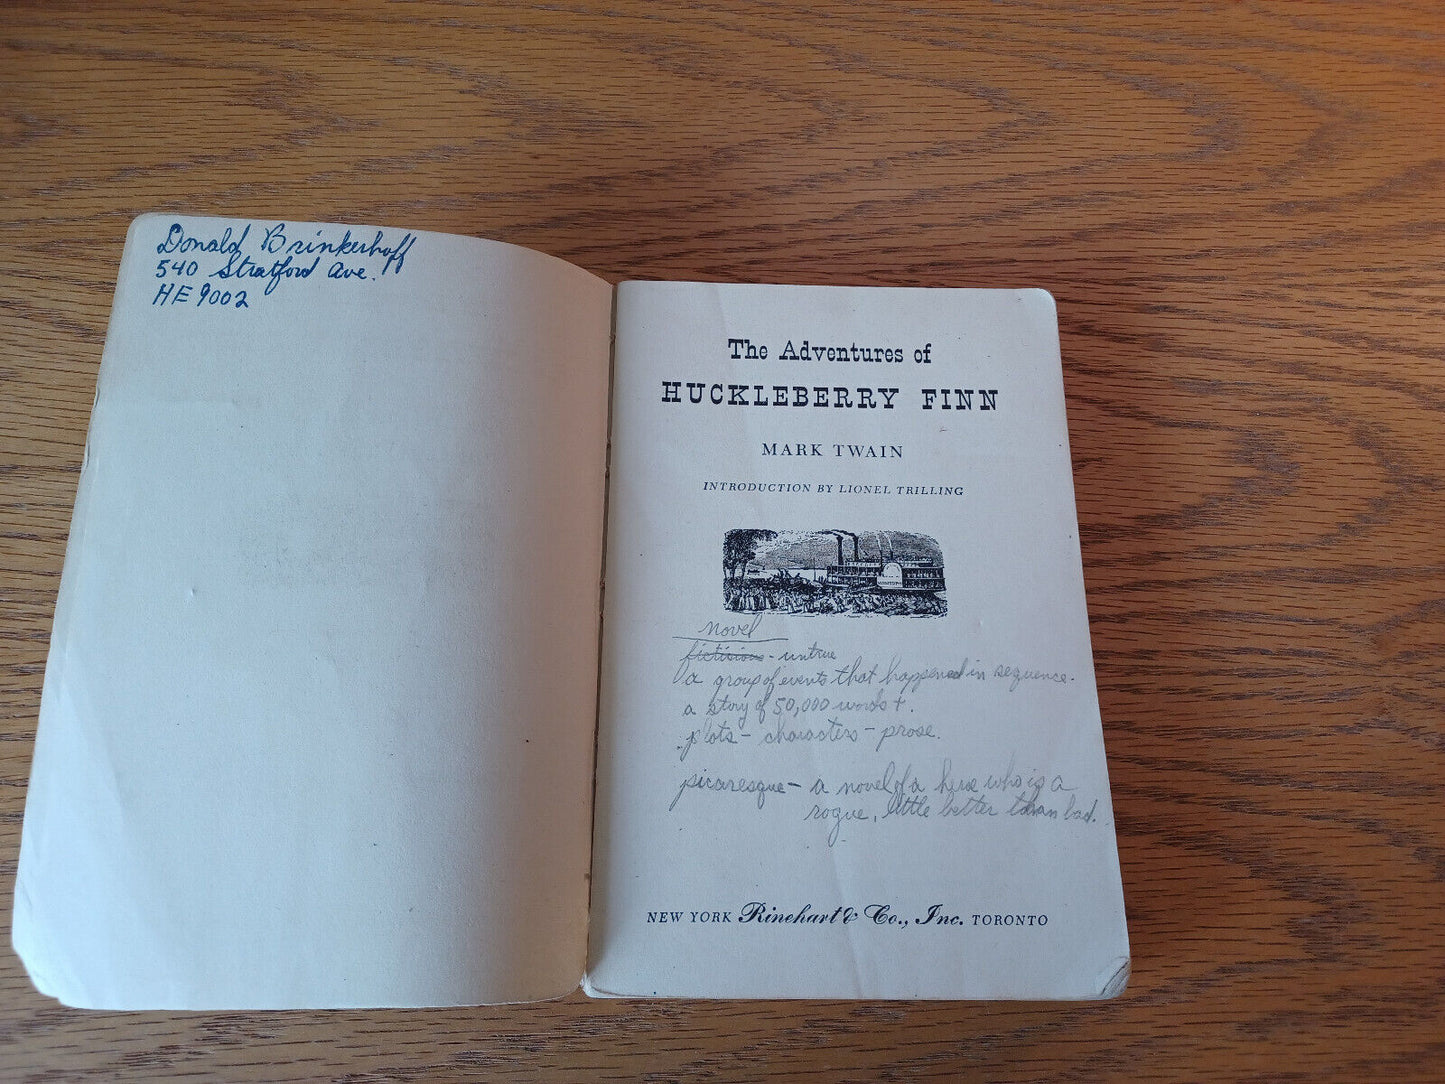 Donald Brinkerhoff
540 Stratford Ave.
HE 9002
The Adventures of
HUCKLEBERRY FINN
MARK TWAIN
INTRODUCTION BY LIONEL TRILLING
novel
fictisious - untrue
a group of events that happened in sequence.
a story of 50,000 words +.
plots - characters - prose.
picaresque - a novel of a hero who is a
rogue, little better than bad.
NEW YORK Rinehart & Co., Inc. TORONTO